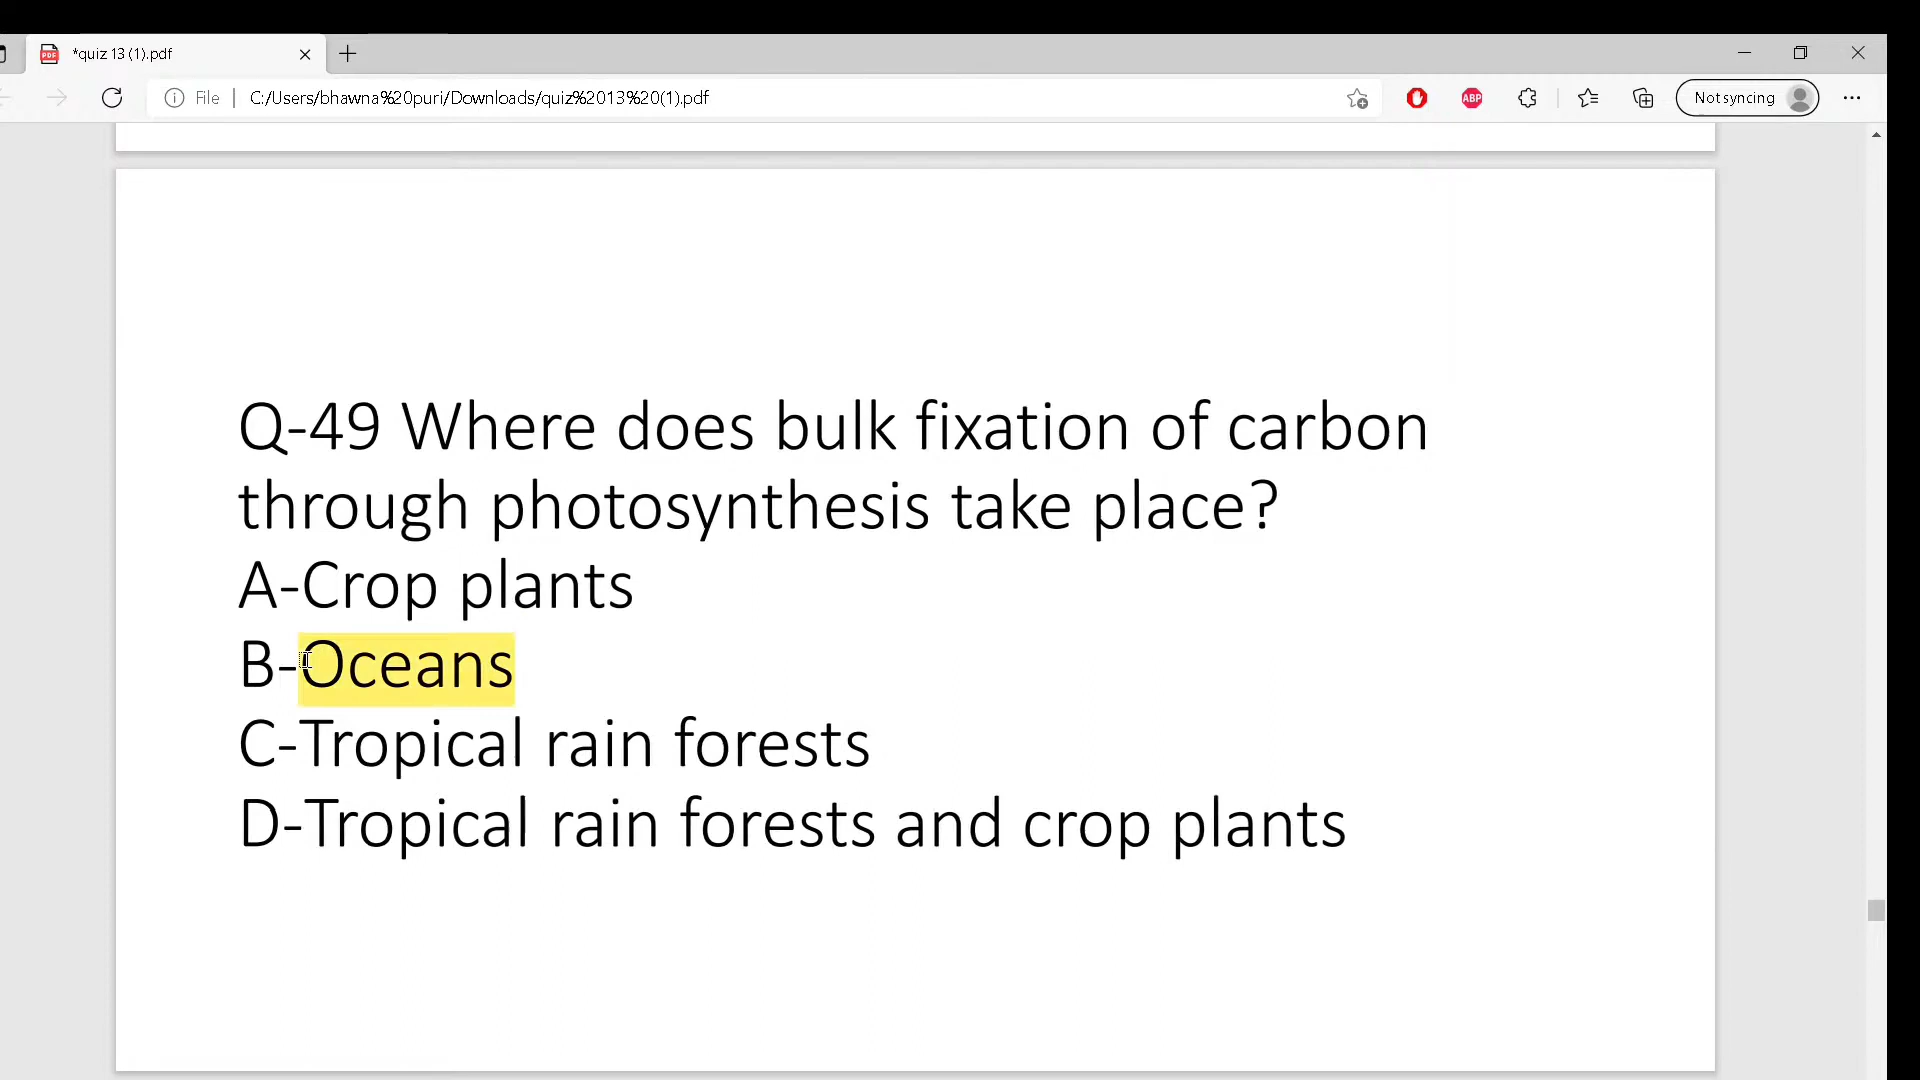 *quiz 13 (1).pdf
File
C:/Users/bhawna%20puri/Downloads/quiz%2013%20(1).pdf
ABP
Not syncing
Q-49 Where does bulk fixation of carbon
through photosynthesis take place?
A-Crop plants
B-Oceans
C-Tropical rain forests
D-Tropical rain forests and crop plants